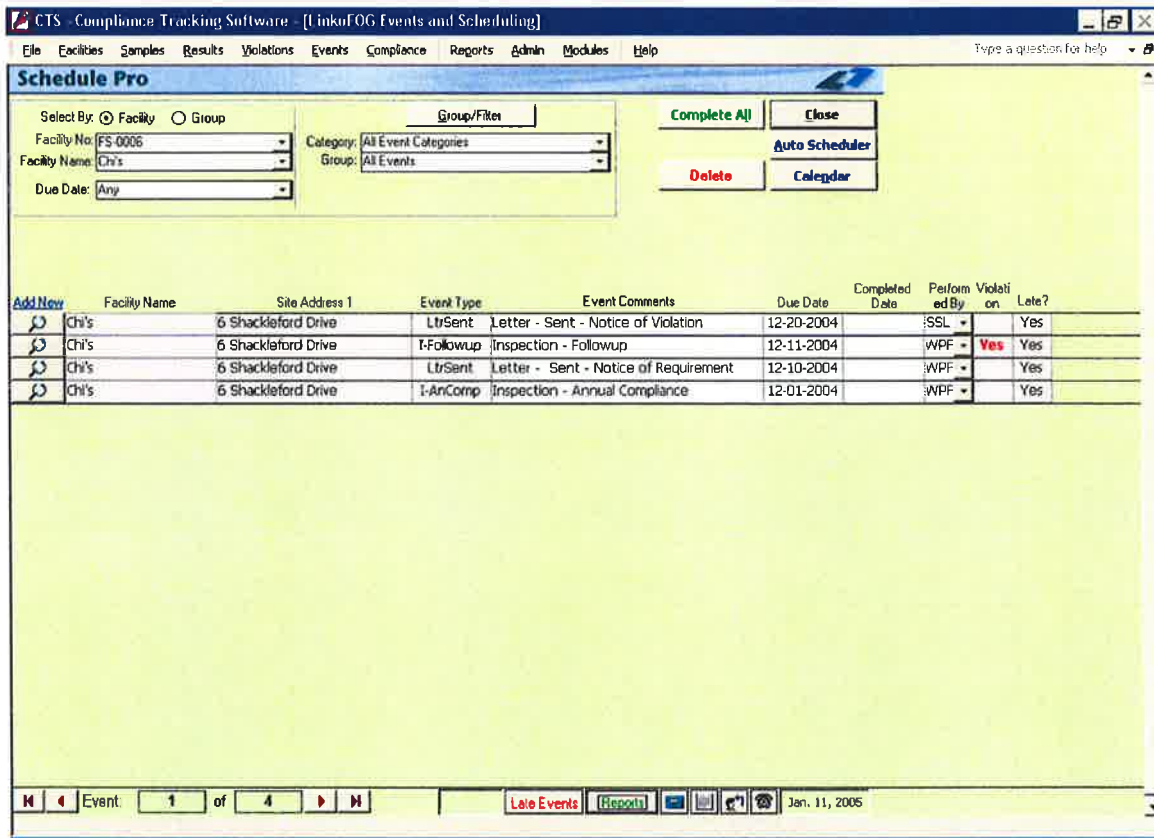 CTS - Compliance Tracking Software - [LinkoFOG Events and Scheduling]
File Facilities Samples Results Violations Events Compliance Reports Admin Modules Help Type a question for help
Schedule Pro
Select By: Facility Group Group/Filter Complete All Close
Facility No: FS-0006 Category: All Event Categories Auto Scheduler
Facility Name: Chi's Group: All Events
Due Date: Any Delete Calendar
Add New Facility Name Site Address 1 Event Type Event Comments Due Date Completed Date Perform ed By Violati on Late?
Chi's 6 Shackleford Drive LtrSent Letter - Sent - Notice of Violation 12-20-2004 SSL Yes
Chi's 6 Shackleford Drive I-Followup Inspection - Followup 12-11-2004 WPF Yes Yes
Chi's 6 Shackleford Drive LtrSent Letter - Sent - Notice of Requirement 12-10-2004 WPF Yes
Chi's 6 Shackleford Drive I-AnComp Inspection - Annual Compliance 12-01-2004 WPF Yes
Event: 1 of 4 Late Events Reports Jan. 11, 2005